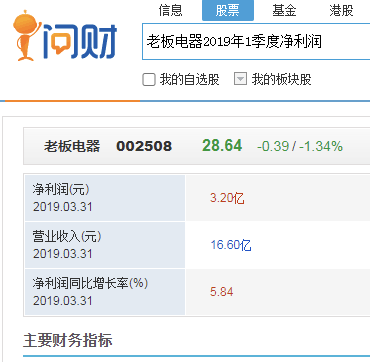 信息 股票 基金 港股
问财
老板电器2019年1季度净利润
我的自选股 我的板块股
老板电器 002508 28.64 -0.39 / -1.34%
净利润(元)
2019.03.31
3.20亿
营业收入(元)
2019.03.31
16.60亿
净利润同比增长率(%)
2019.03.31
5.84
主要财务指标